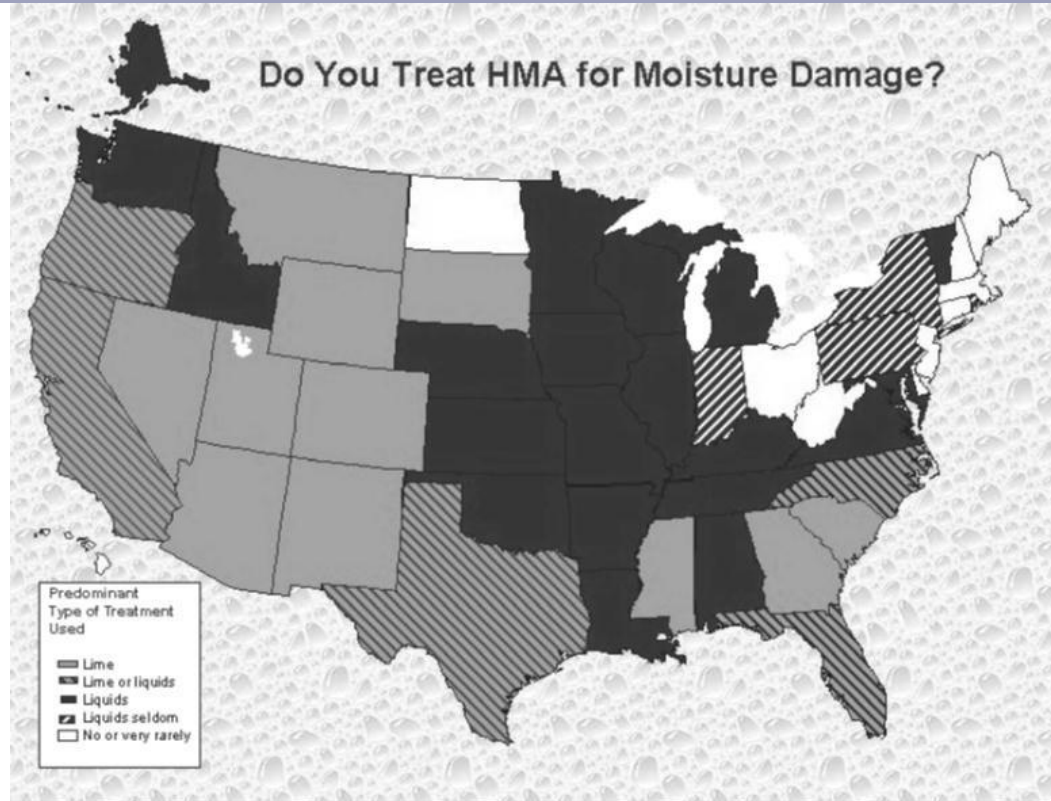 Do You Treat HMA for Moisture Damage?
Predominant
Type of Treatment
Used
Lime
Lime or liquids
Liquids
Liquids seldom
No or very rarely